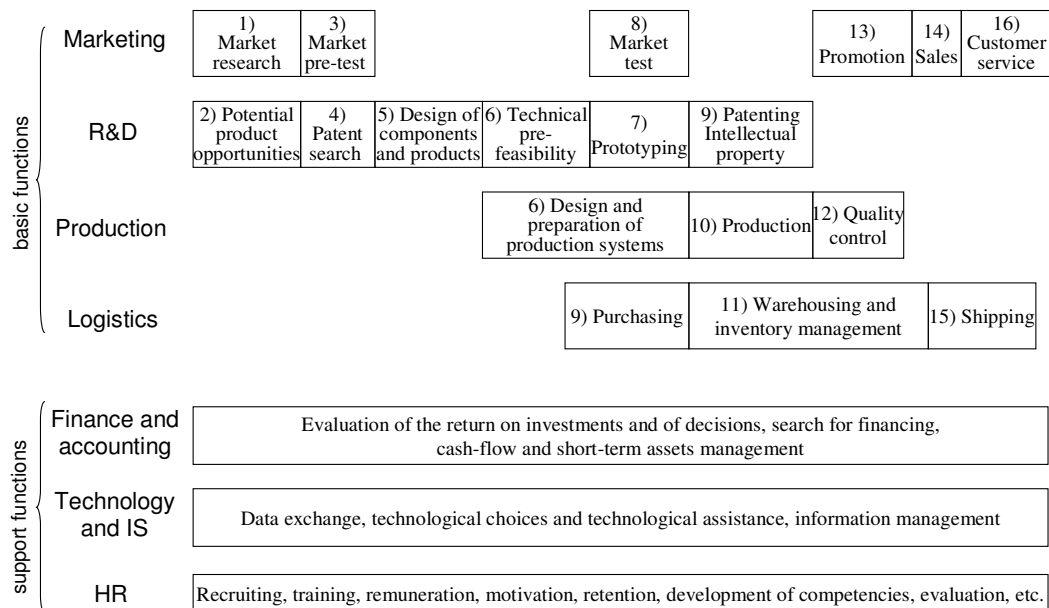 basic functions
Marketing
1)
Market
research
3)
Market
pre-test
8)
Market
test
13)
Promotion
14)
Sales
16)
Customer
service
R&D
2) Potential
product
opportunities
4)
Patent
search
5) Design of
components
and products
6) Technical
pre-
feasibility
7)
Prototyping
9) Patenting
Intellectual
property
Production
6) Design and
preparation of
production systems
10) Production
12) Quality
control
Logistics
9) Purchasing
11) Warehousing and
inventory management
15) Shipping
support functions
Finance and
accounting
Evaluation of the return on investments and of decisions, search for financing,
cash-flow and short-term assets management
Technology
and IS
Data exchange, technological choices and technological assistance, information management
HR
Recruiting, training, remuneration, motivation, retention, development of competencies, evaluation, etc.